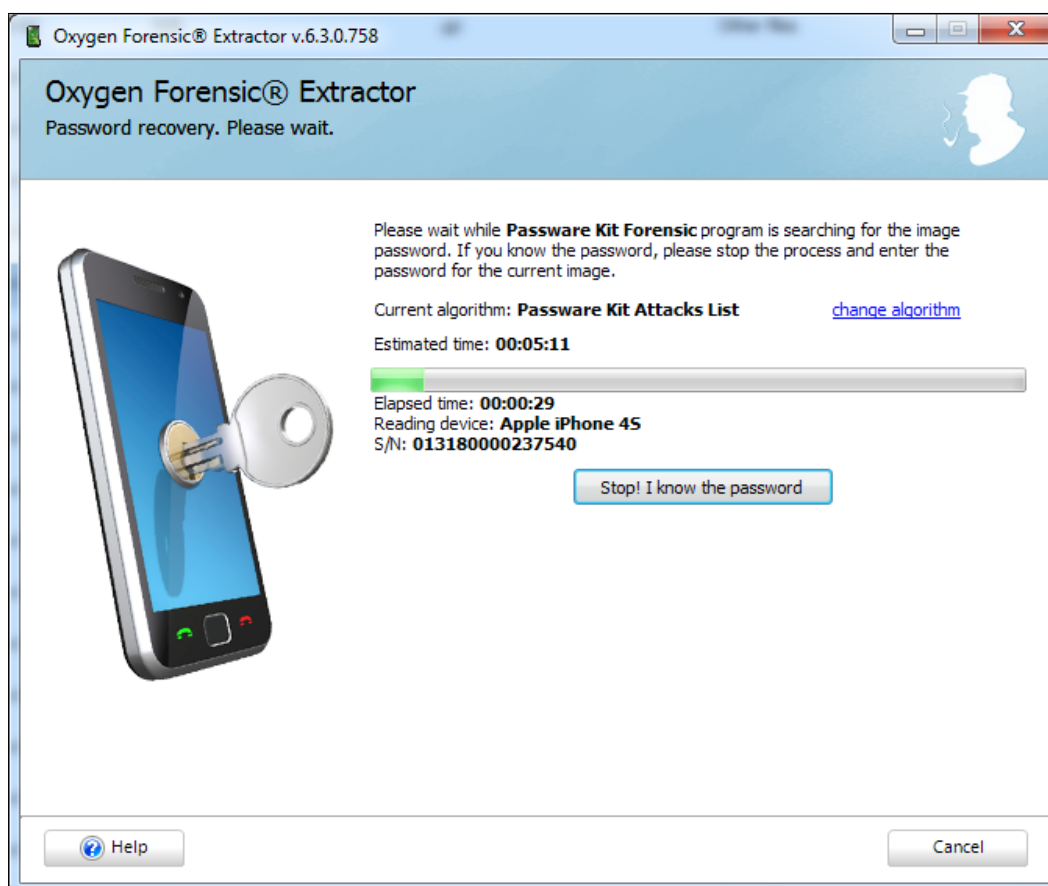 Oxygen Forensic® Extractor v.6.3.0.758
Oxygen Forensic® Extractor
Password recovery. Please wait.
Please wait while Passware Kit Forensic program is searching for the image
password. If you know the password, please stop the process and enter the
password for the current image.
Current algorithm: Passware Kit Attacks List change algorithm
Estimated time: 00:05:11
Elapsed time: 00:00:29
Reading device: Apple iPhone 4S
S/N: 013180000237540
Stop! I know the password
Help
Cancel